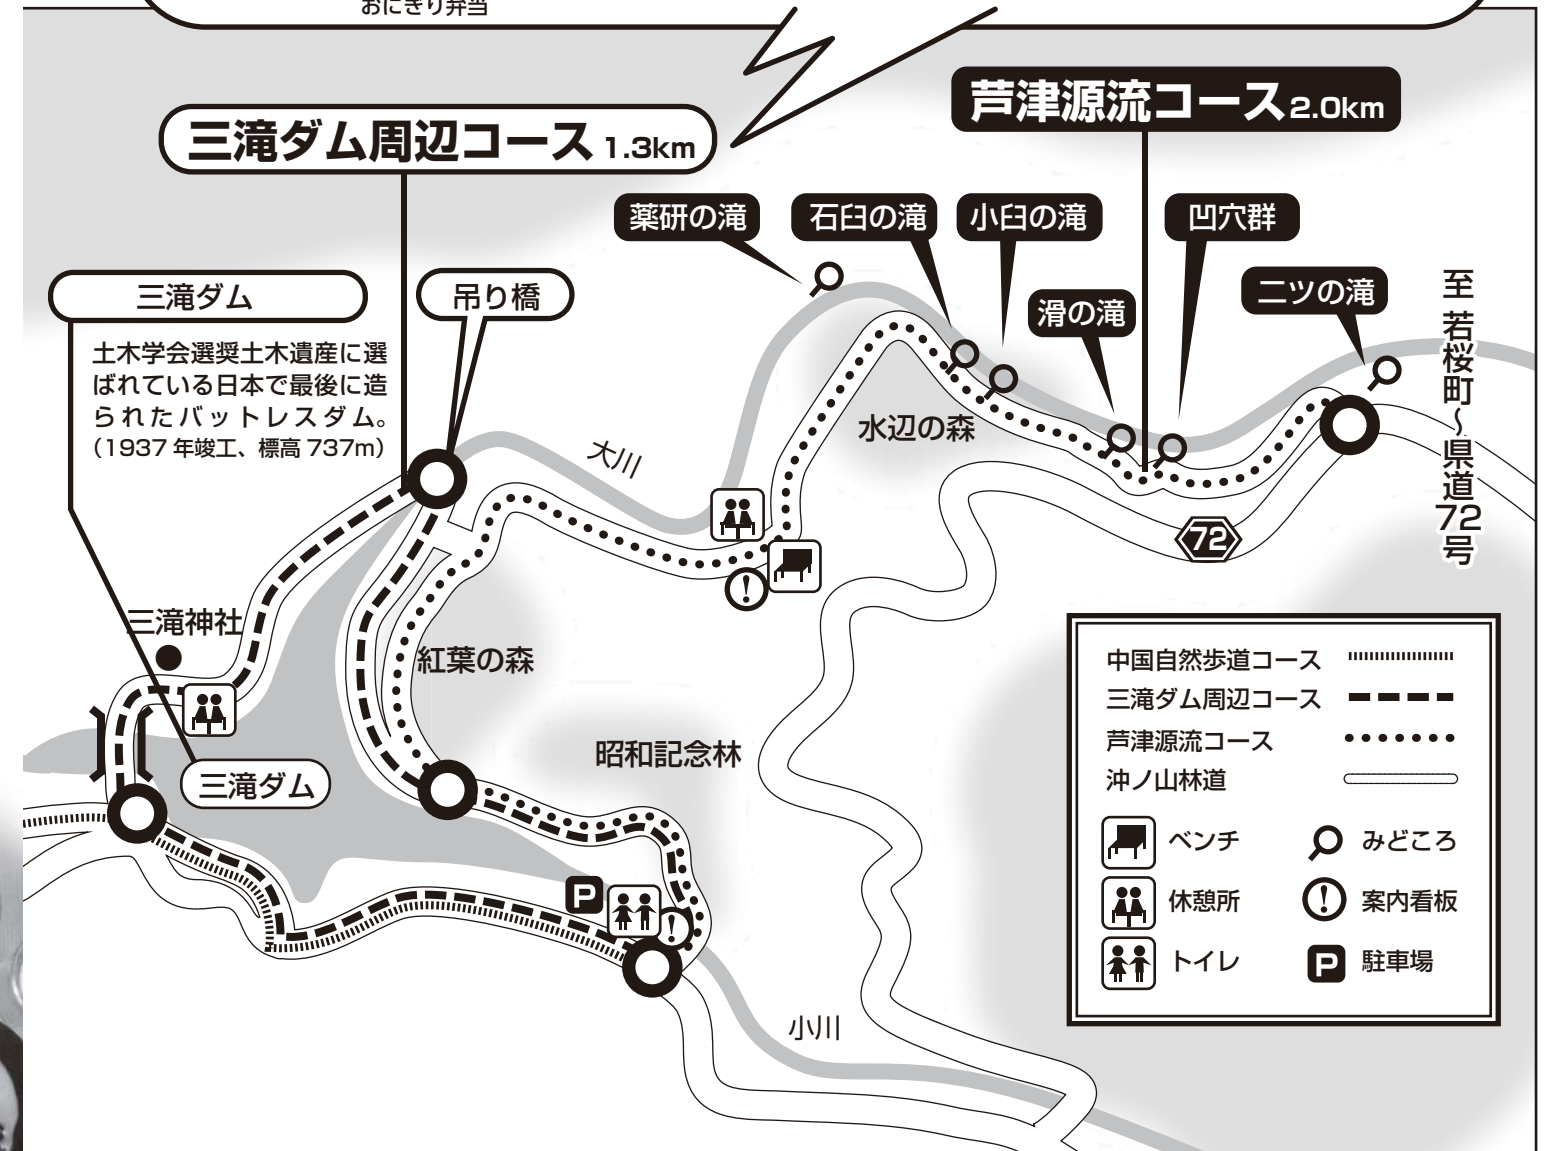 おにぎり弁当
芦津源流コース 2.0km
三滝ダム周辺コース 1.3km
薬研の滝
石臼の滝
小臼の滝
凹穴群
二ツの滝
滑の滝
至 若桜町〜県道72号
三滝ダム
吊り橋
土木学会選奨土木遺産に選
ばれている日本で最後に造
られたバットレスダム。
（1937 年竣工、標高 737m）
大川
水辺の森
72
三滝神社
紅葉の森
昭和記念林
三滝ダム
P
小川
中国自然歩道コース
三滝ダム周辺コース
芦津源流コース
沖ノ山林道
ベンチ
みどころ
休憩所
案内看板
トイレ
P 駐車場